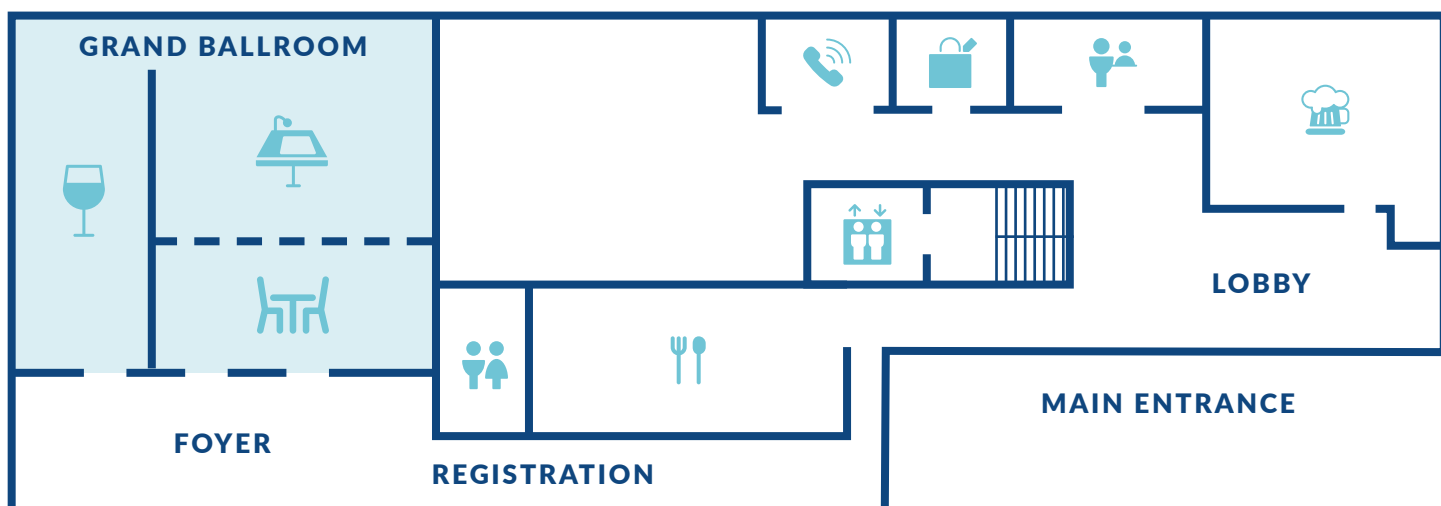 GRAND BALLROOM
LOBBY
MAIN ENTRANCE
FOYER
REGISTRATION